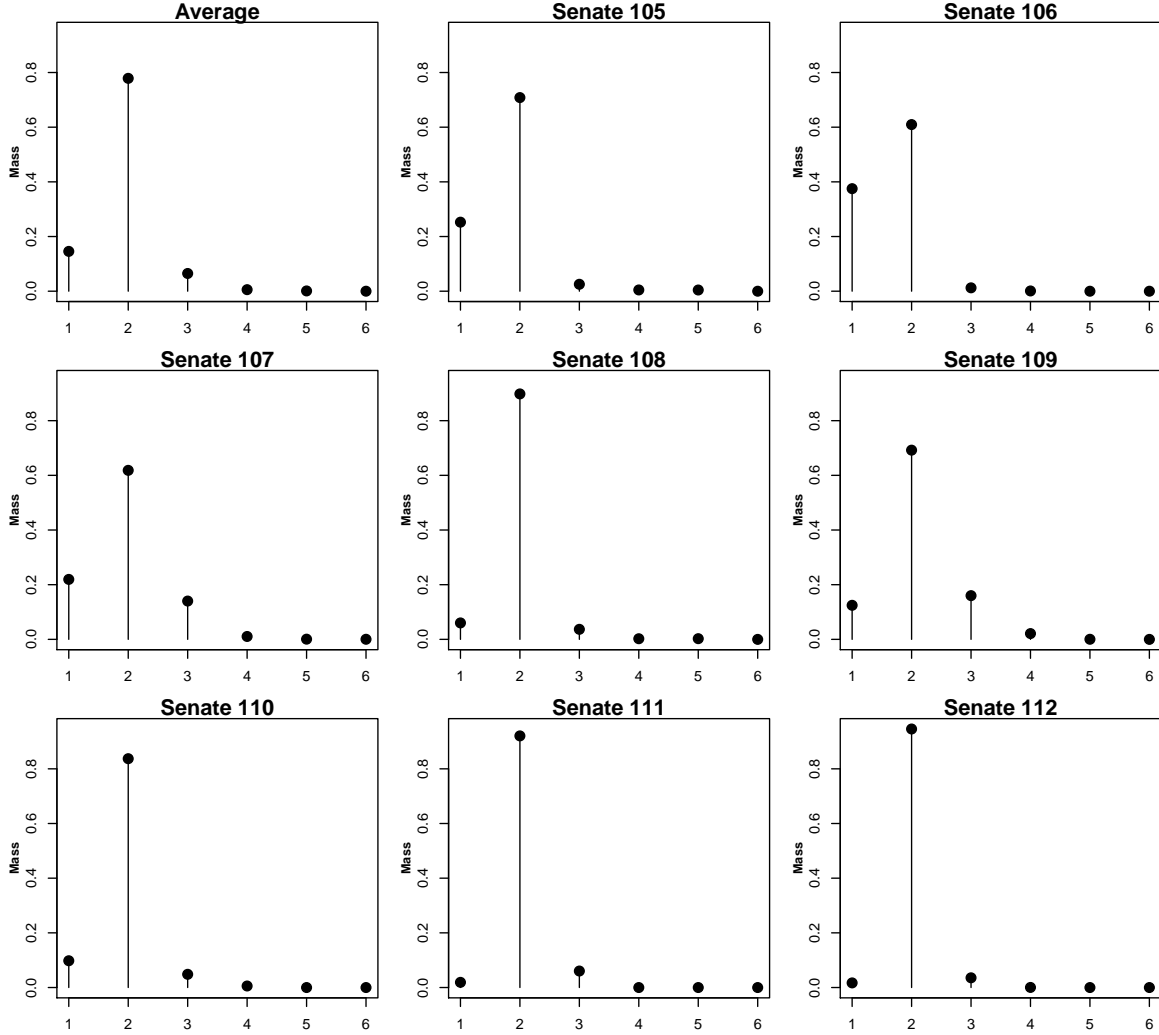 Average
Mass
0.0 0.2 0.4 0.6 0.8
1 2 3 4 5 6
Senate 105
Mass
0.0 0.2 0.4 0.6 0.8
1 2 3 4 5 6
Senate 106
Mass
0.0 0.2 0.4 0.6 0.8
1 2 3 4 5 6
Senate 107
Mass
0.0 0.2 0.4 0.6 0.8
1 2 3 4 5 6
Senate 108
Mass
0.0 0.2 0.4 0.6 0.8
1 2 3 4 5 6
Senate 109
Mass
0.0 0.2 0.4 0.6 0.8
1 2 3 4 5 6
Senate 110
Mass
0.0 0.2 0.4 0.6 0.8
1 2 3 4 5 6
Senate 111
Mass
0.0 0.2 0.4 0.6 0.8
1 2 3 4 5 6
Senate 112
Mass
0.0 0.2 0.4 0.6 0.8
1 2 3 4 5 6